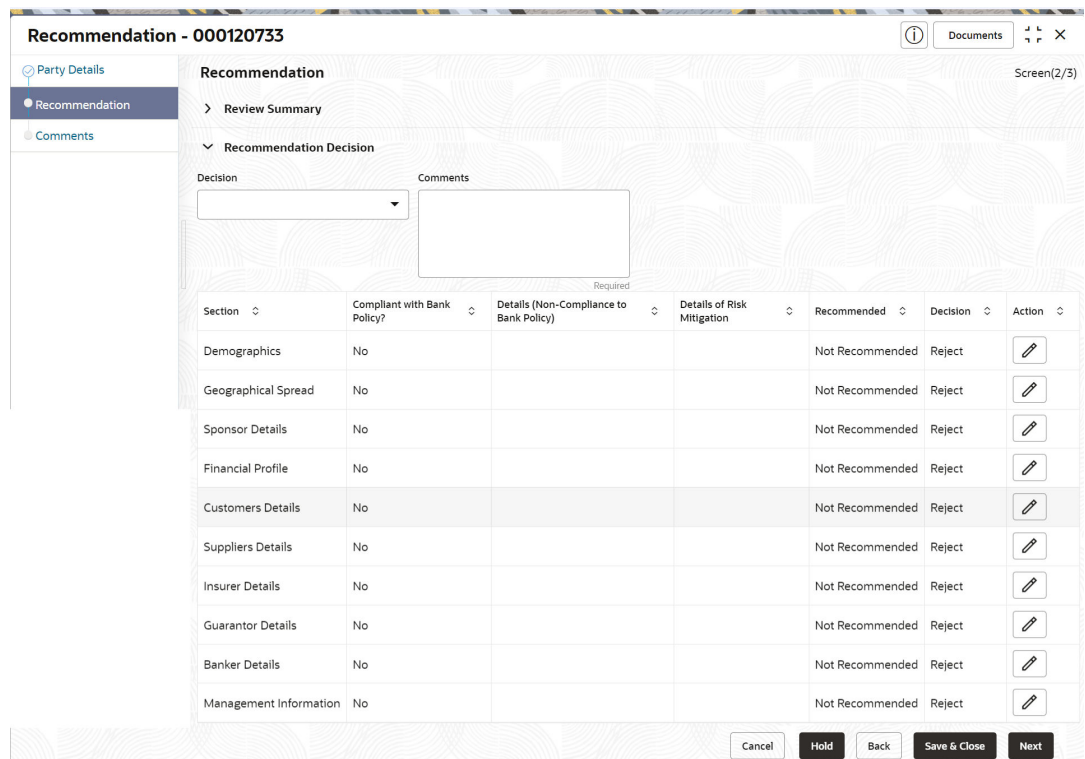 Recommendation - 000120733
Documents
Party Details
Recommendation
Comments
Recommendation
Screen(2/3)
Review Summary
Recommendation Decision
Decision
Comments
Required
Section Compliant with Bank Policy? Details (Non-Compliance to Bank Policy) Details of Risk Mitigation Recommended Decision Action
Demographics No Not Recommended Reject
Geographical Spread No Not Recommended Reject
Sponsor Details No Not Recommended Reject
Financial Profile No Not Recommended Reject
Customers Details No Not Recommended Reject
Suppliers Details No Not Recommended Reject
Insurer Details No Not Recommended Reject
Guarantor Details No Not Recommended Reject
Banker Details No Not Recommended Reject
Management Information No Not Recommended Reject
Cancel Hold Back Save & Close Next